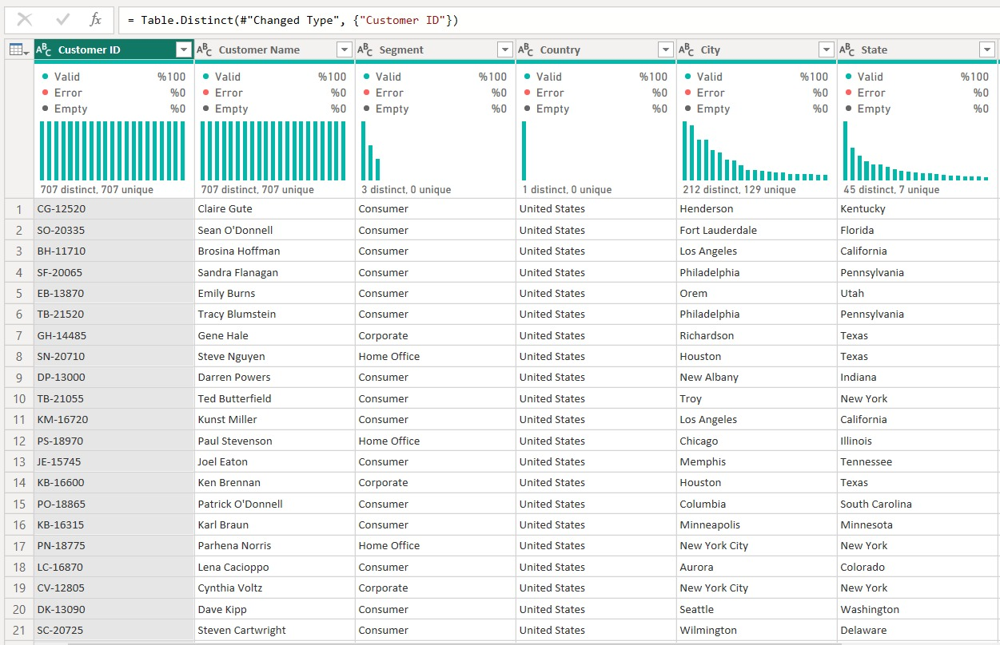 fx = Table.Distinct(#"Changed Type", {"Customer ID"})
ABC Customer ID ABC Customer Name ABC Segment ABC Country ABC City ABC State
Valid %100 Valid %100 Valid %100 Valid %100 Valid %100 Valid %100
Error %0 Error %0 Error %0 Error %0 Error %0 Error %0
Empty %0 Empty %0 Empty %0 Empty %0 Empty %0 Empty %0
707 distinct, 707 unique 707 distinct, 707 unique 3 distinct, 0 unique 1 distinct, 0 unique 212 distinct, 129 unique 45 distinct, 7 unique
1 CG-12520 Claire Gute Consumer United States Henderson Kentucky
2 SO-20335 Sean O'Donnell Consumer United States Fort Lauderdale Florida
3 BH-11710 Brosina Hoffman Consumer United States Los Angeles California
4 SF-20065 Sandra Flanagan Consumer United States Philadelphia Pennsylvania
5 EB-13870 Emily Burns Consumer United States Orem Utah
6 TB-21520 Tracy Blumstein Consumer United States Philadelphia Pennsylvania
7 GH-14485 Gene Hale Corporate United States Richardson Texas
8 SN-20710 Steve Nguyen Home Office United States Houston Texas
9 DP-13000 Darren Powers Consumer United States New Albany Indiana
10 TB-21055 Ted Butterfield Consumer United States Troy New York
11 KM-16720 Kunst Miller Consumer United States Los Angeles California
12 PS-18970 Paul Stevenson Home Office United States Chicago Illinois
13 JE-15745 Joel Eaton Consumer United States Memphis Tennessee
14 KB-16600 Ken Brennan Corporate United States Houston Texas
15 PO-18865 Patrick O'Donnell Consumer United States Columbia South Carolina
16 KB-16315 Karl Braun Consumer United States Minneapolis Minnesota
17 PN-18775 Parhena Norris Home Office United States New York City New York
18 LC-16870 Lena Cacioppo Consumer United States Aurora Colorado
19 CV-12805 Cynthia Voltz Corporate United States New York City New York
20 DK-13090 Dave Kipp Consumer United States Seattle Washington
21 SC-20725 Steven Cartwright Consumer United States Wilmington Delaware